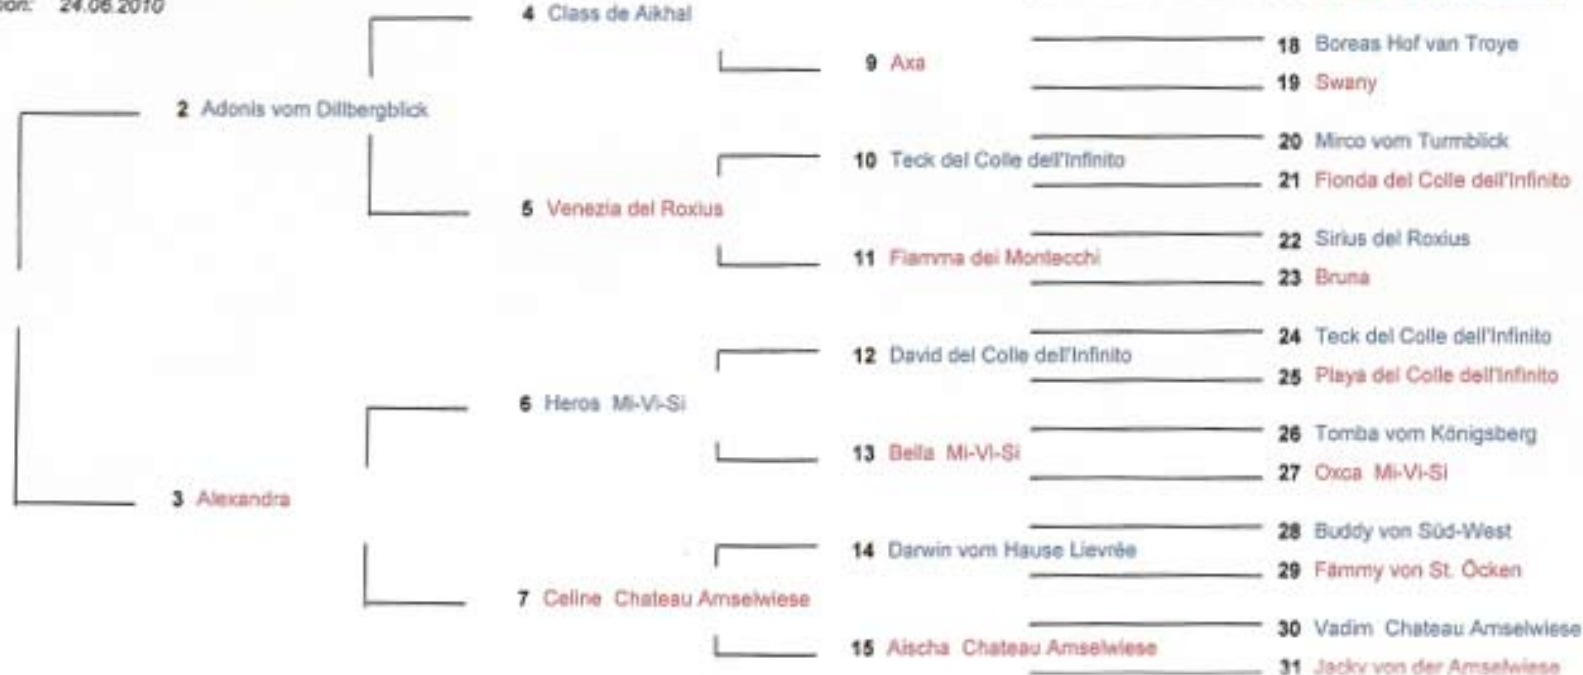 24.06.2010
4 Class de Aikhal
18 Boreas Hof van Troye
9 Axa
19 Swany
2 Adonis vom Dillbergblick
20 Mirco vom Turmblick
10 Teck del Colle dell'Infinito
21 Fionda del Colle dell'Infinito
5 Venezia del Roxius
22 Sirius del Roxius
11 Fiamma dei Montecchi
23 Bruna
24 Teck del Colle dell'Infinito
12 David del Colle dell'Infinito
25 Playa del Colle dell'Infinito
6 Heros Mi-Vi-Si
26 Tomba vom Königsberg
13 Bella Mi-Vi-Si
27 Oxca Mi-Vi-Si
3 Alexandra
28 Buddy von Süd-West
14 Darwin vom Hause Lievrée
29 Fämmy von St. Öcken
7 Celine Chateau Amselwiese
30 Vadim Chateau Amselwiese
15 Aischa Chateau Amselwiese
31 Jacky von der Amselwiese